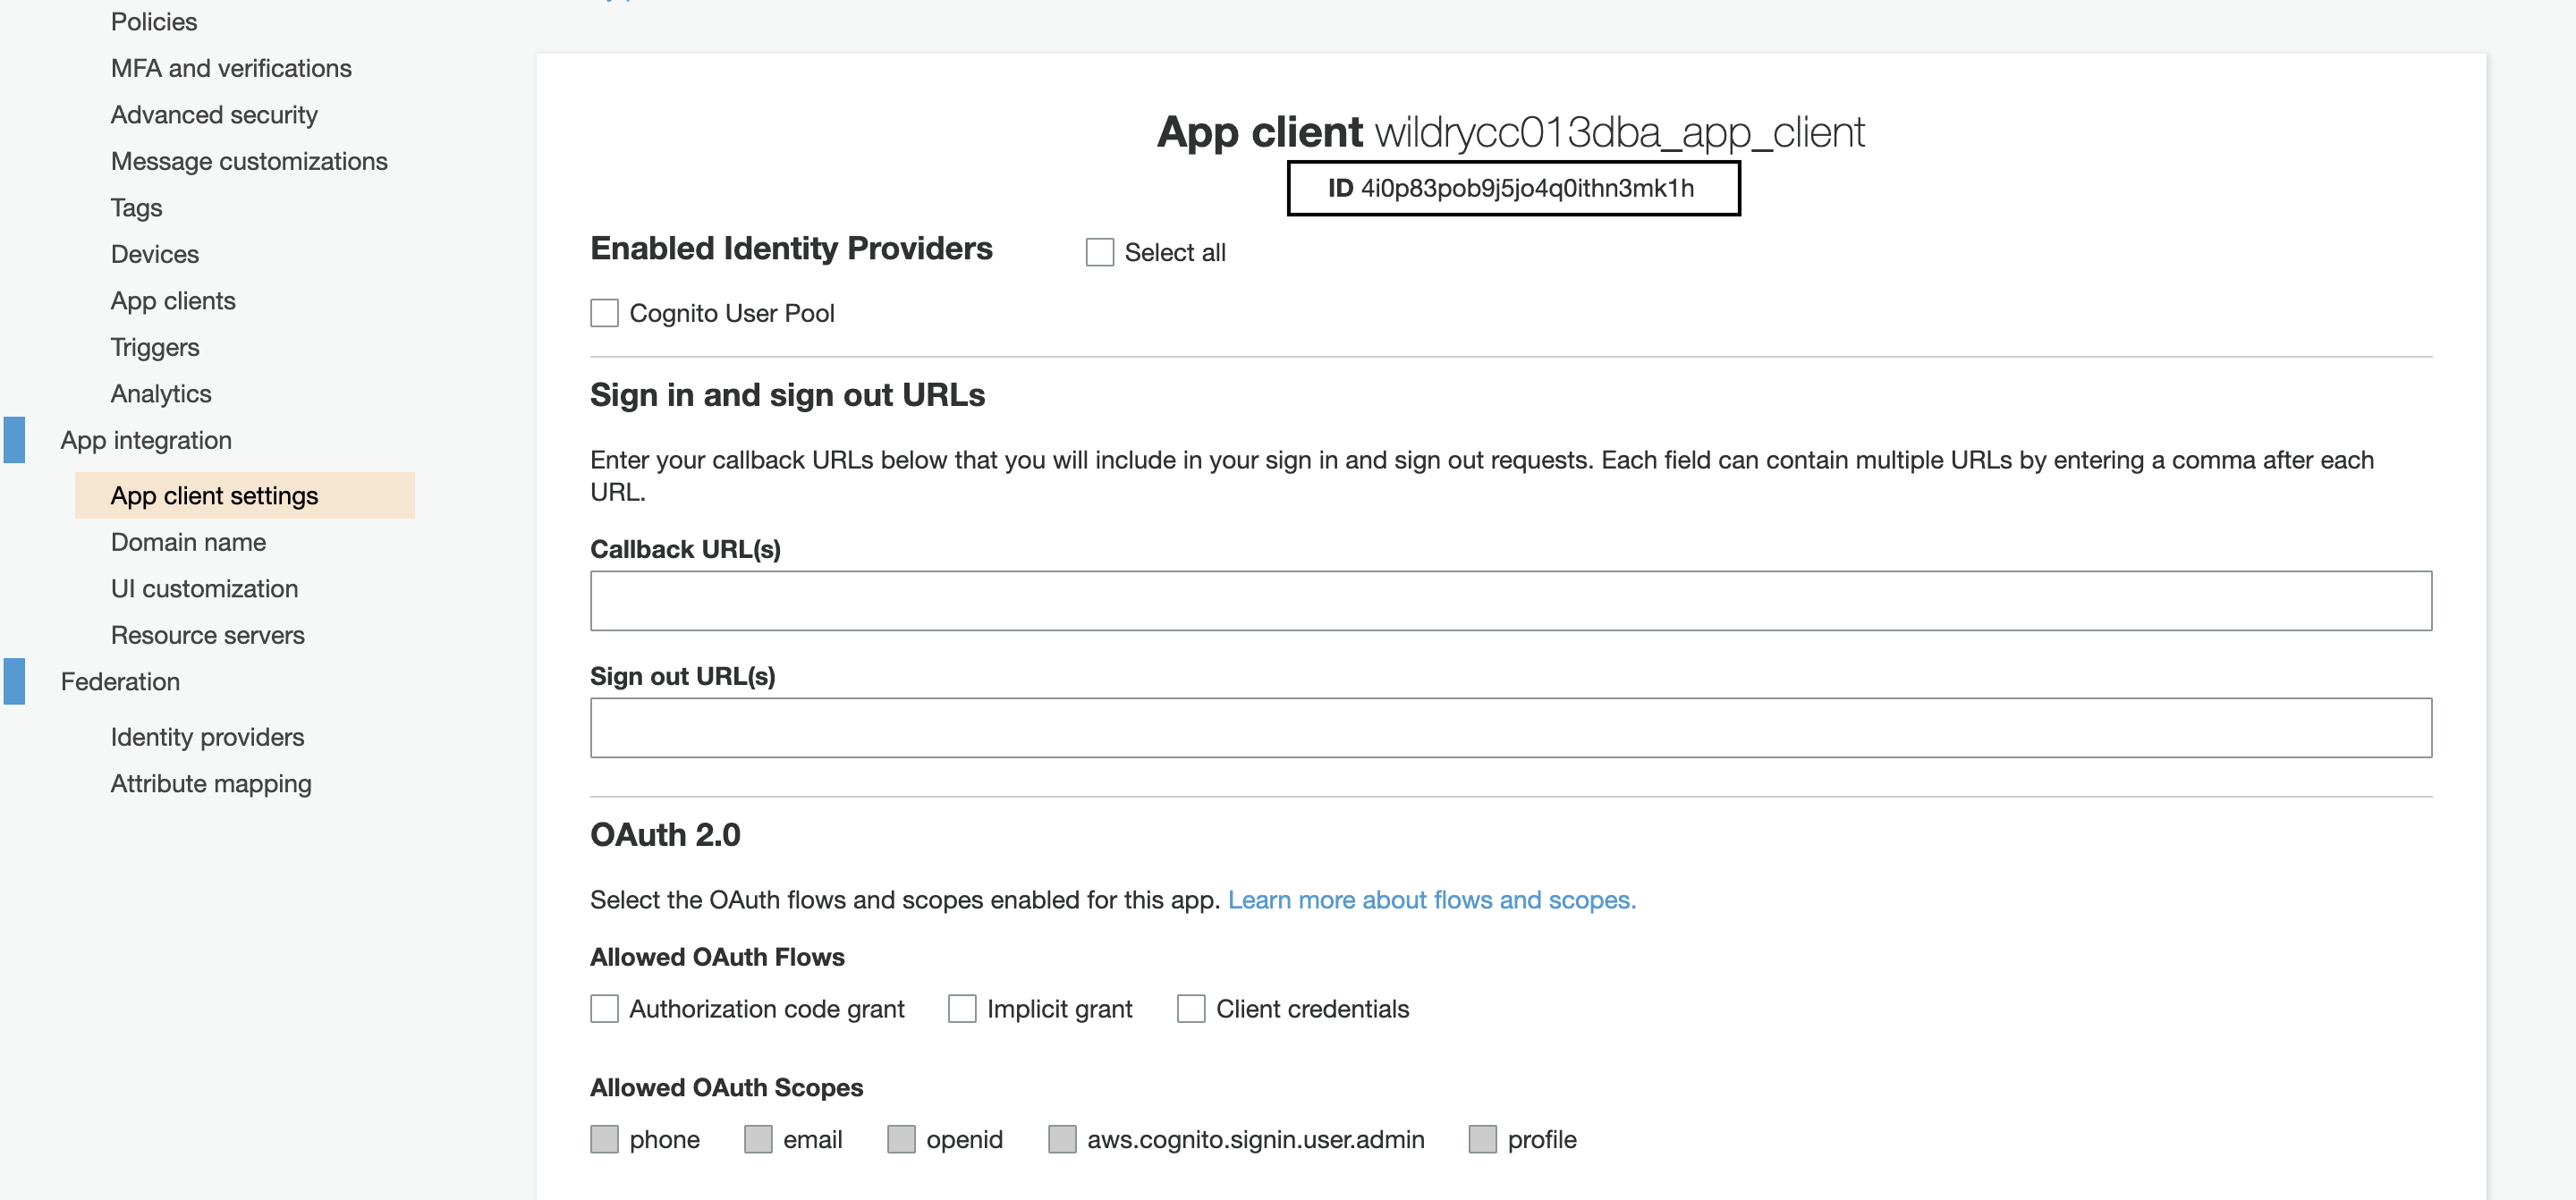 Policies
MFA and verifications
Advanced security
Message customizations
Tags
Devices
App clients
Triggers
Analytics
App integration
App client settings
Domain name
UI customization
Resource servers
Federation
Identity providers
Attribute mapping
App client wildrycc013dba_app_client
ID 4i0p83pob9j5jo4q0ithn3mk1h
Enabled Identity Providers Select all
Cognito User Pool
Sign in and sign out URLs
Enter your callback URLs below that you will include in your sign in and sign out requests. Each field can contain multiple URLs by entering a comma after each
URL.
Callback URL(s)
Sign out URL(s)
OAuth 2.0
Select the OAuth flows and scopes enabled for this app. Learn more about flows and scopes.
Allowed OAuth Flows
Authorization code grant Implicit grant Client credentials
Allowed OAuth Scopes
phone email openid aws.cognito.signin.user.admin profile